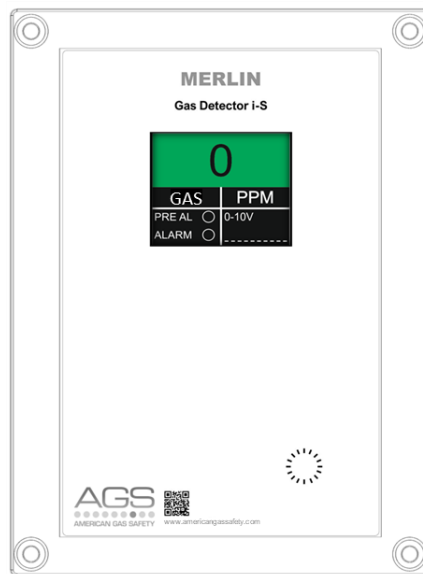 MERLIN
Gas Detector i-S
0
GAS PPM
PRE AL 0-10V
ALARM
AGS
AMERICAN GAS SAFETY www.americangassafety.com